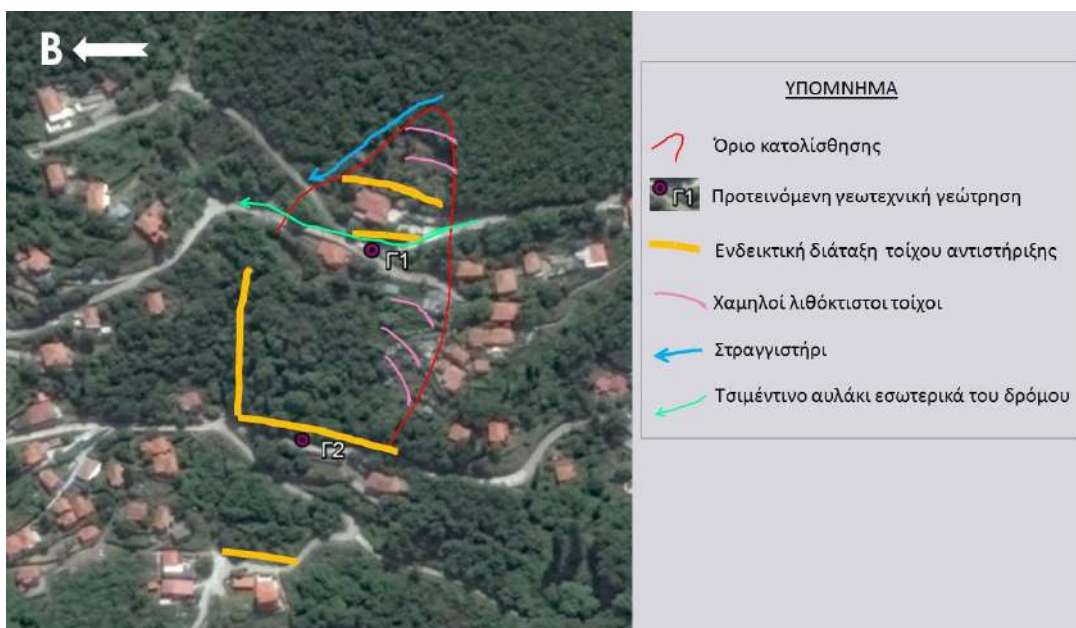 Β
Γ1
Γ2
ΥΠΟΜΝΗΜΑ
Όριο κατολίσθησης
Γ1
Προτεινόμενη γεωτεχνική γεώτρηση
Ενδεικτική διάταξη τοίχου αντιστήριξης
Χαμηλοί λιθόκτιστοι τοίχοι
Στραγγιστήρι
Τσιμέντινο αυλάκι εσωτερικά του δρόμου